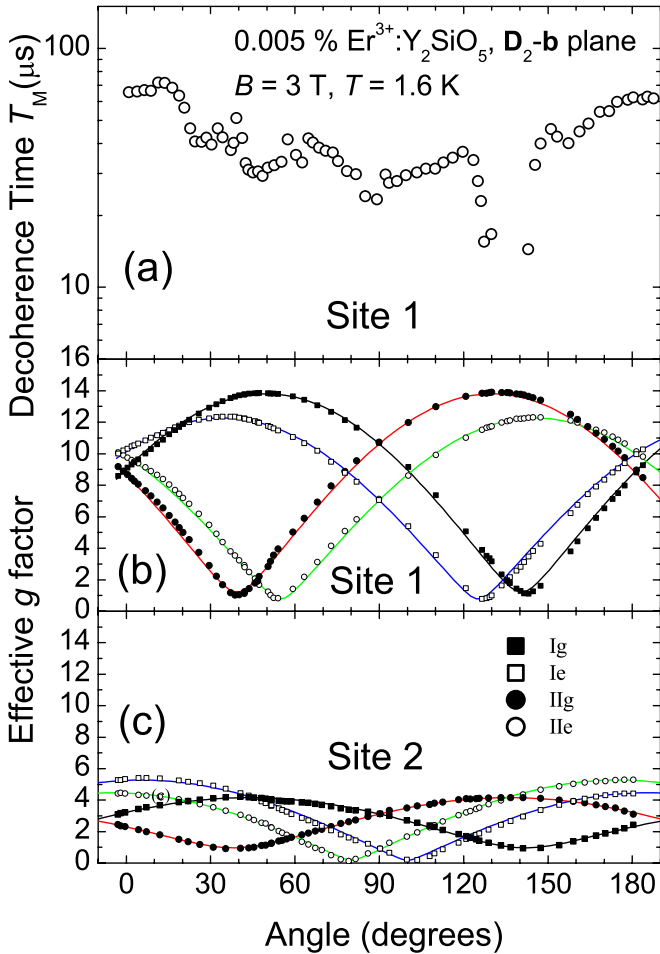 100
0.005 % Er³⁺:Y₂SiO₅, D₂-b plane
B = 3 T, T = 1.6 K
Decoherence Time T_M(μs)
(a)
10
Site 1
16
14
12
10
8
6
4
2
0
Effective g factor
(b)
Site 1
14
12
10
8
6
4
2
0
(c)
Site 2
Ig
Ie
IIg
IIe
0 30 60 90 120 150 180
Angle (degrees)